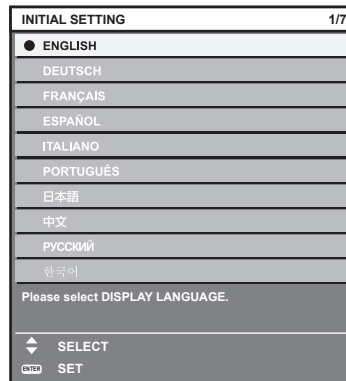 INITIAL SETTING 1/7
ENGLISH
DEUTSCH
FRANÇAIS
ESPAÑOL
ITALIANO
PORTUGUÊS
日本語
中文
РУССКИЙ
한국어
Please select DISPLAY LANGUAGE.
SELECT
ENTER SET